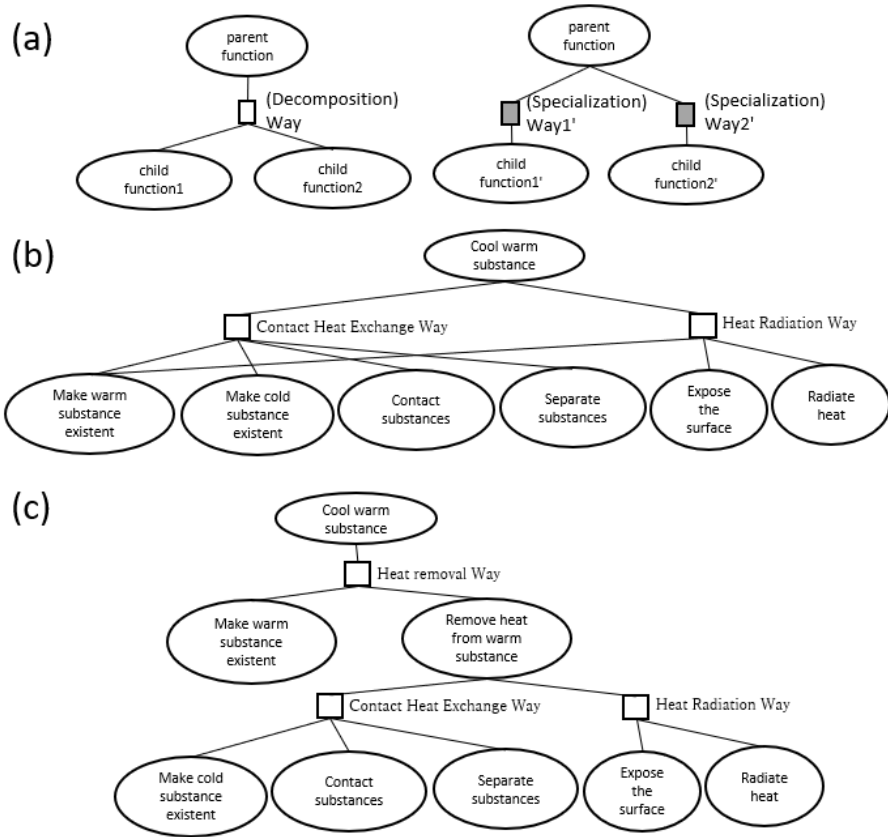 (a)
parent
function
(Decomposition)
Way
child
function1
child
function2
parent
function
(Specialization)
Way1'
(Specialization)
Way2'
child
function1'
child
function2'
(b)
Cool warm
substance
Contact Heat Exchange Way
Heat Radiation Way
Make warm
substance
existent
Make cold
substance
existent
Contact
substances
Separate
substances
Expose
the
surface
Radiate
heat
(c)
Cool warm
substance
Heat removal Way
Make warm
substance
existent
Remove heat
from warm
substance
Contact Heat Exchange Way
Heat Radiation Way
Make cold
substance
existent
Contact
substances
Separate
substances
Expose
the
surface
Radiate
heat